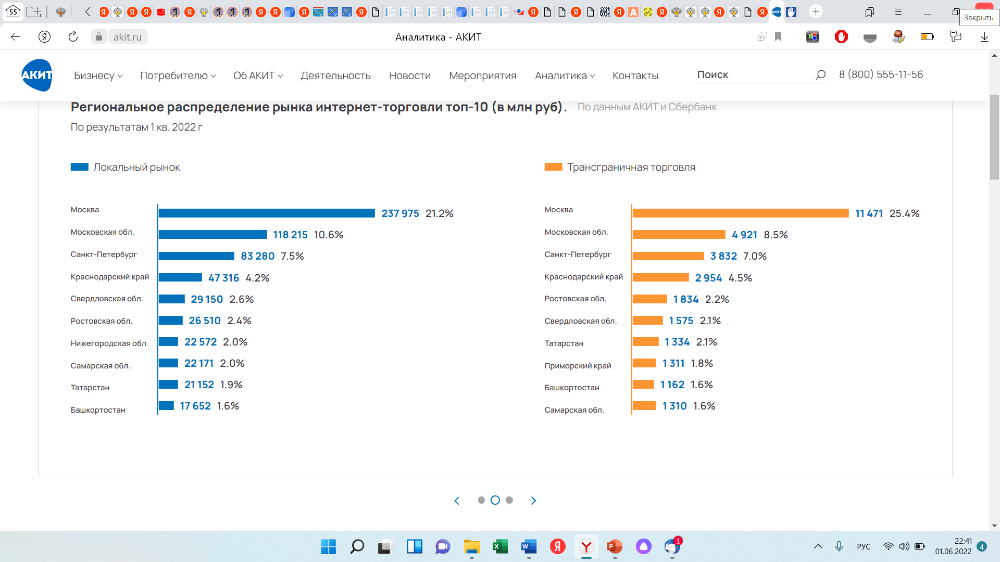 55
Закрыть
akit.ru
Аналитика - АКИТ
АКИТ
Бизнесу
Потребителю
Об АКИТ
Деятельность
Новости
Мероприятия
Аналитика
Контакты
Поиск
8 (800) 555-11-56
Региональное распределение рынка интернет-торговли топ-10 (в млн руб). По данным АКИТ и Сбербанк
По результатам 1 кв. 2022 г
Локальный рынок
Москва 237 975 21.2%
Московская обл. 118 215 10.6%
Санкт-Петербург 83 280 7.5%
Краснодарский край 47 316 4.2%
Свердловская обл. 29 150 2.6%
Ростовская обл. 26 510 2.4%
Нижегородская обл. 22 572 2.0%
Самарская обл. 22 171 2.0%
Татарстан 21 152 1.9%
Башкортостан 17 652 1.6%
Трансграничная торговля
Москва 11 471 25.4%
Московская обл. 4 921 8.5%
Санкт-Петербург 3 832 7.0%
Краснодарский край 2 954 4.5%
Ростовская обл. 1 834 2.2%
Свердловская обл. 1 575 2.1%
Татарстан 1 334 2.1%
Приморский край 1 311 1.8%
Башкортостан 1 162 1.6%
Самарская обл. 1 310 1.6%
1
РУС
22:41
01.06.2022
4